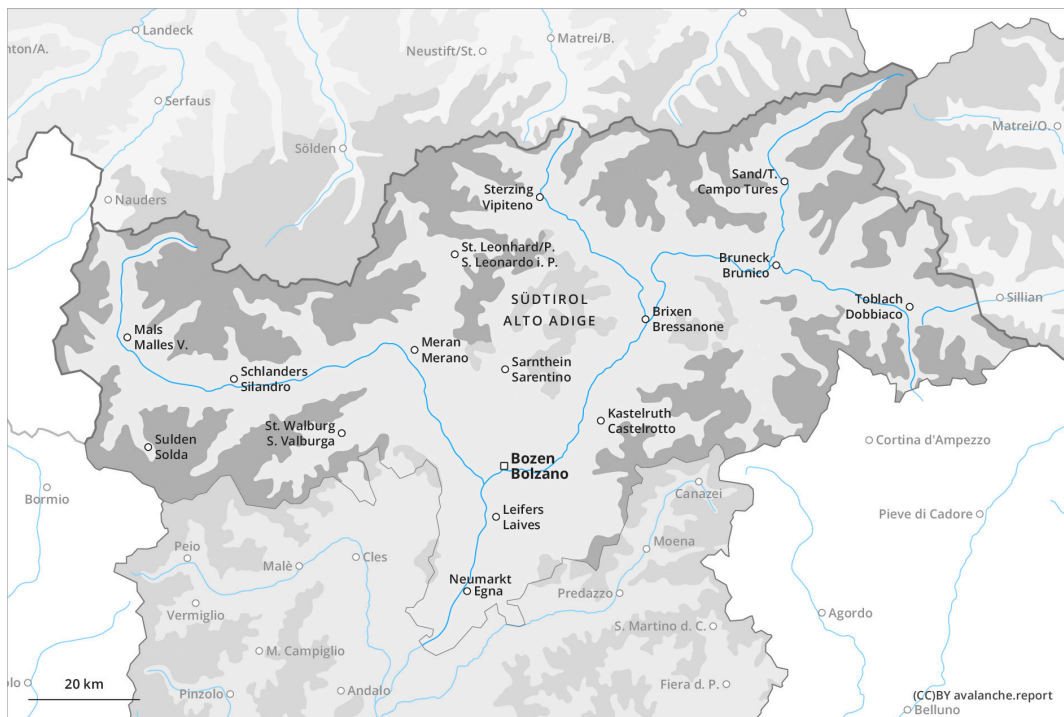 Landeck
Matrei/B.
nton/A.
Neustift/St.
Serfaus
Matrei/O.
Sölden
Sand/T.
Campo Tures
Sterzing
Vipiteno
Nauders
St. Leonhard/P.
S. Leonardo i. P.
Bruneck
Brunico
SÜDTIROL
ALTO ADIGE
Toblach
Dobbiaco
Sillian
Brixen
Bressanone
Mals
Malles V.
Meran
Merano
Sarnthein
Sarentino
Schlanders
Silandro
Kastelruth
Castelrotto
St. Walburg
S. Valburga
Sulden
Solda
Cortina d'Ampezzo
Bozen
Bolzano
Bormio
Canazei
Leifers
Laives
Pieve di Cadore
Moena
Peio
Malè
Cles
Neumarkt
Egna
Predazzo
Vermiglio
Agordo
S. Martino d. C.
M. Campiglio
olo
20 km
Pinzolo
Andalo
Fiera d. P.
(CC)BY avalanche.report
Belluno